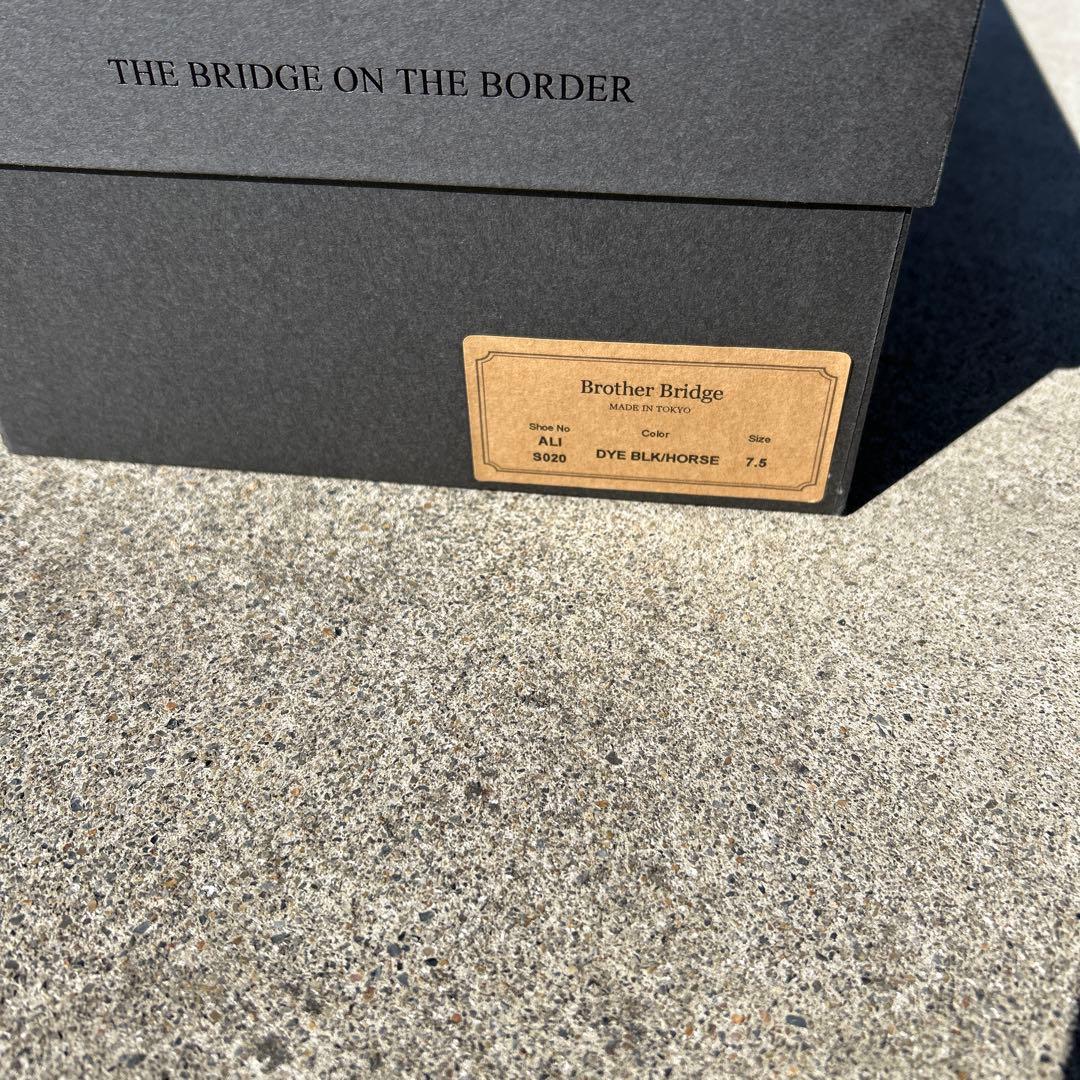 THE BRIDGE ON THE BORDER
Brother Bridge
MADE IN TOKYO
Shoe No Color Size
ALI
S020 DYE BLK/HORSE 7.5